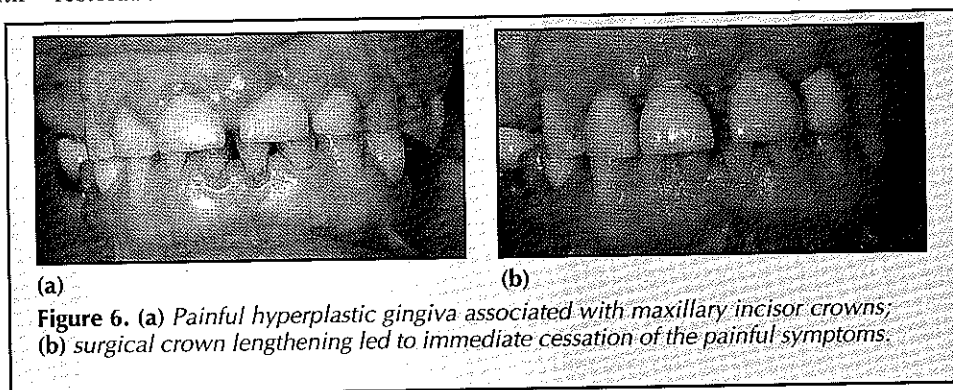 (a)
(b)
Figure 6. (a) Painful hyperplastic gingiva associated with maxillary incisor crowns;
(b) surgical crown lengthening led to immediate cessation of the painful symptoms.